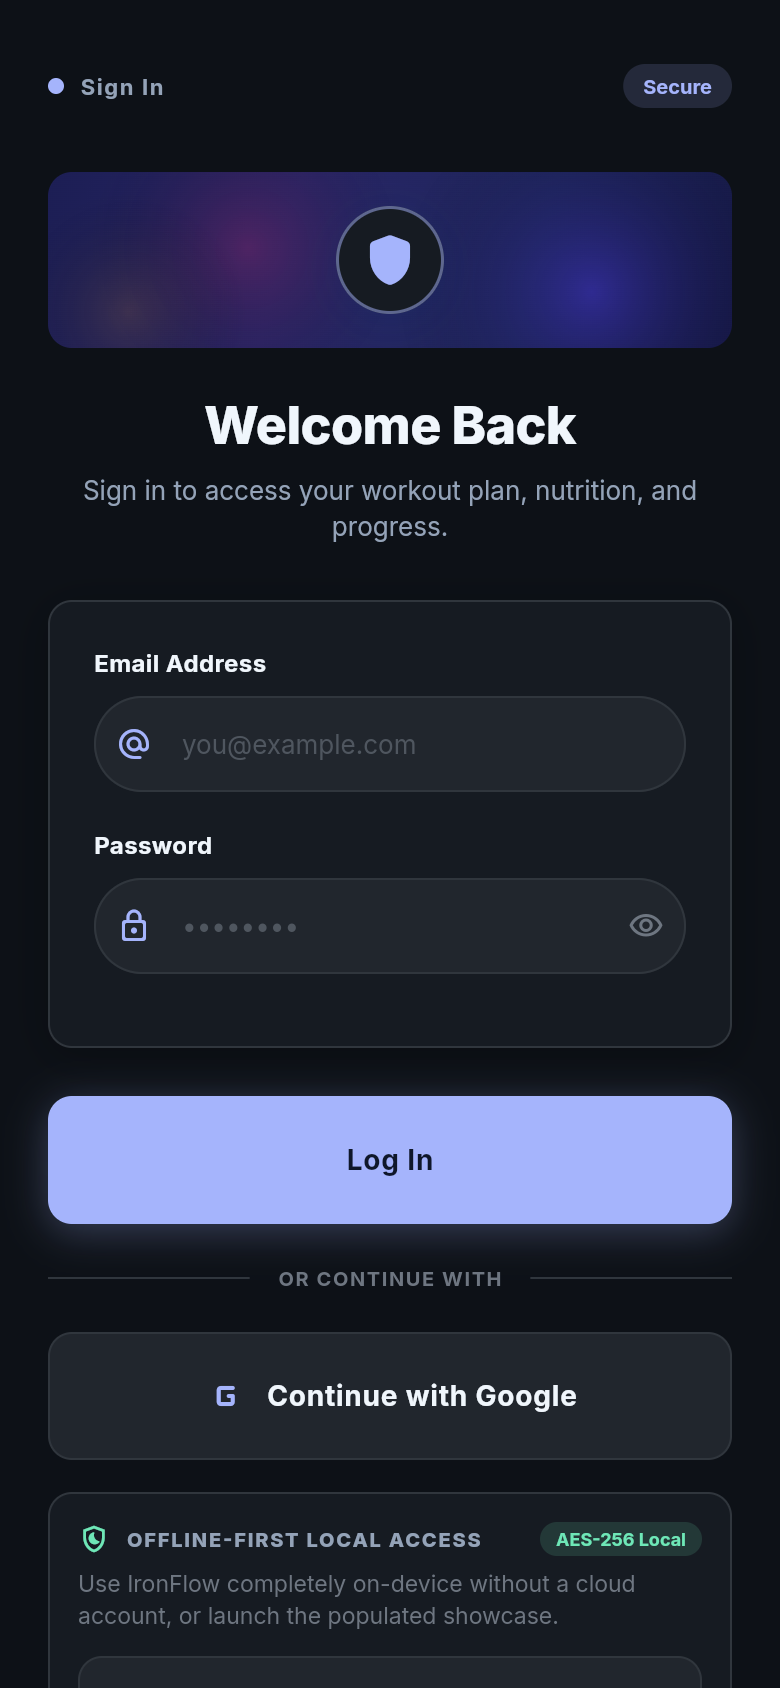 Sign In
Secure
Welcome Back
Sign in to access your workout plan, nutrition, and
progress.
Email Address
you@example.com
Password
••••••••
Log In
OR CONTINUE WITH
G Continue with Google
OFFLINE-FIRST LOCAL ACCESS
AES-256 Local
Use IronFlow completely on-device without a cloud
account, or launch the populated showcase.